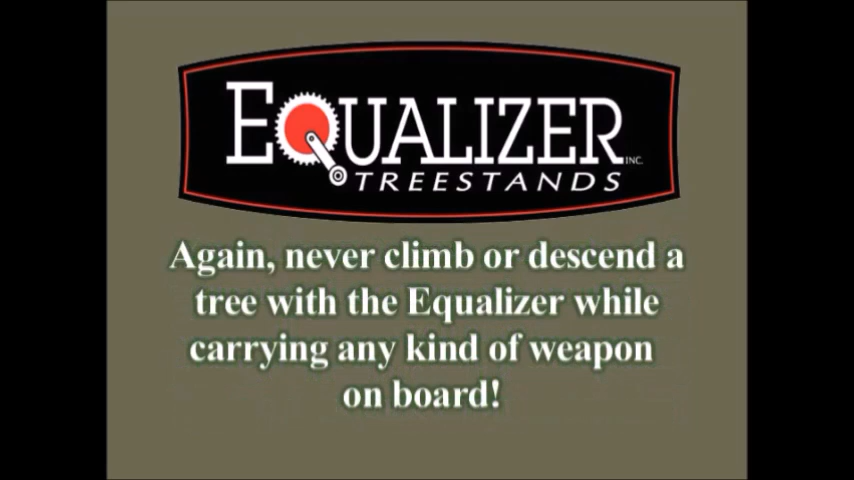 EQUALIZER INC.
TREESTANDS
Again, never climb or descend a
tree with the Equalizer while
carrying any kind of weapon
on board!